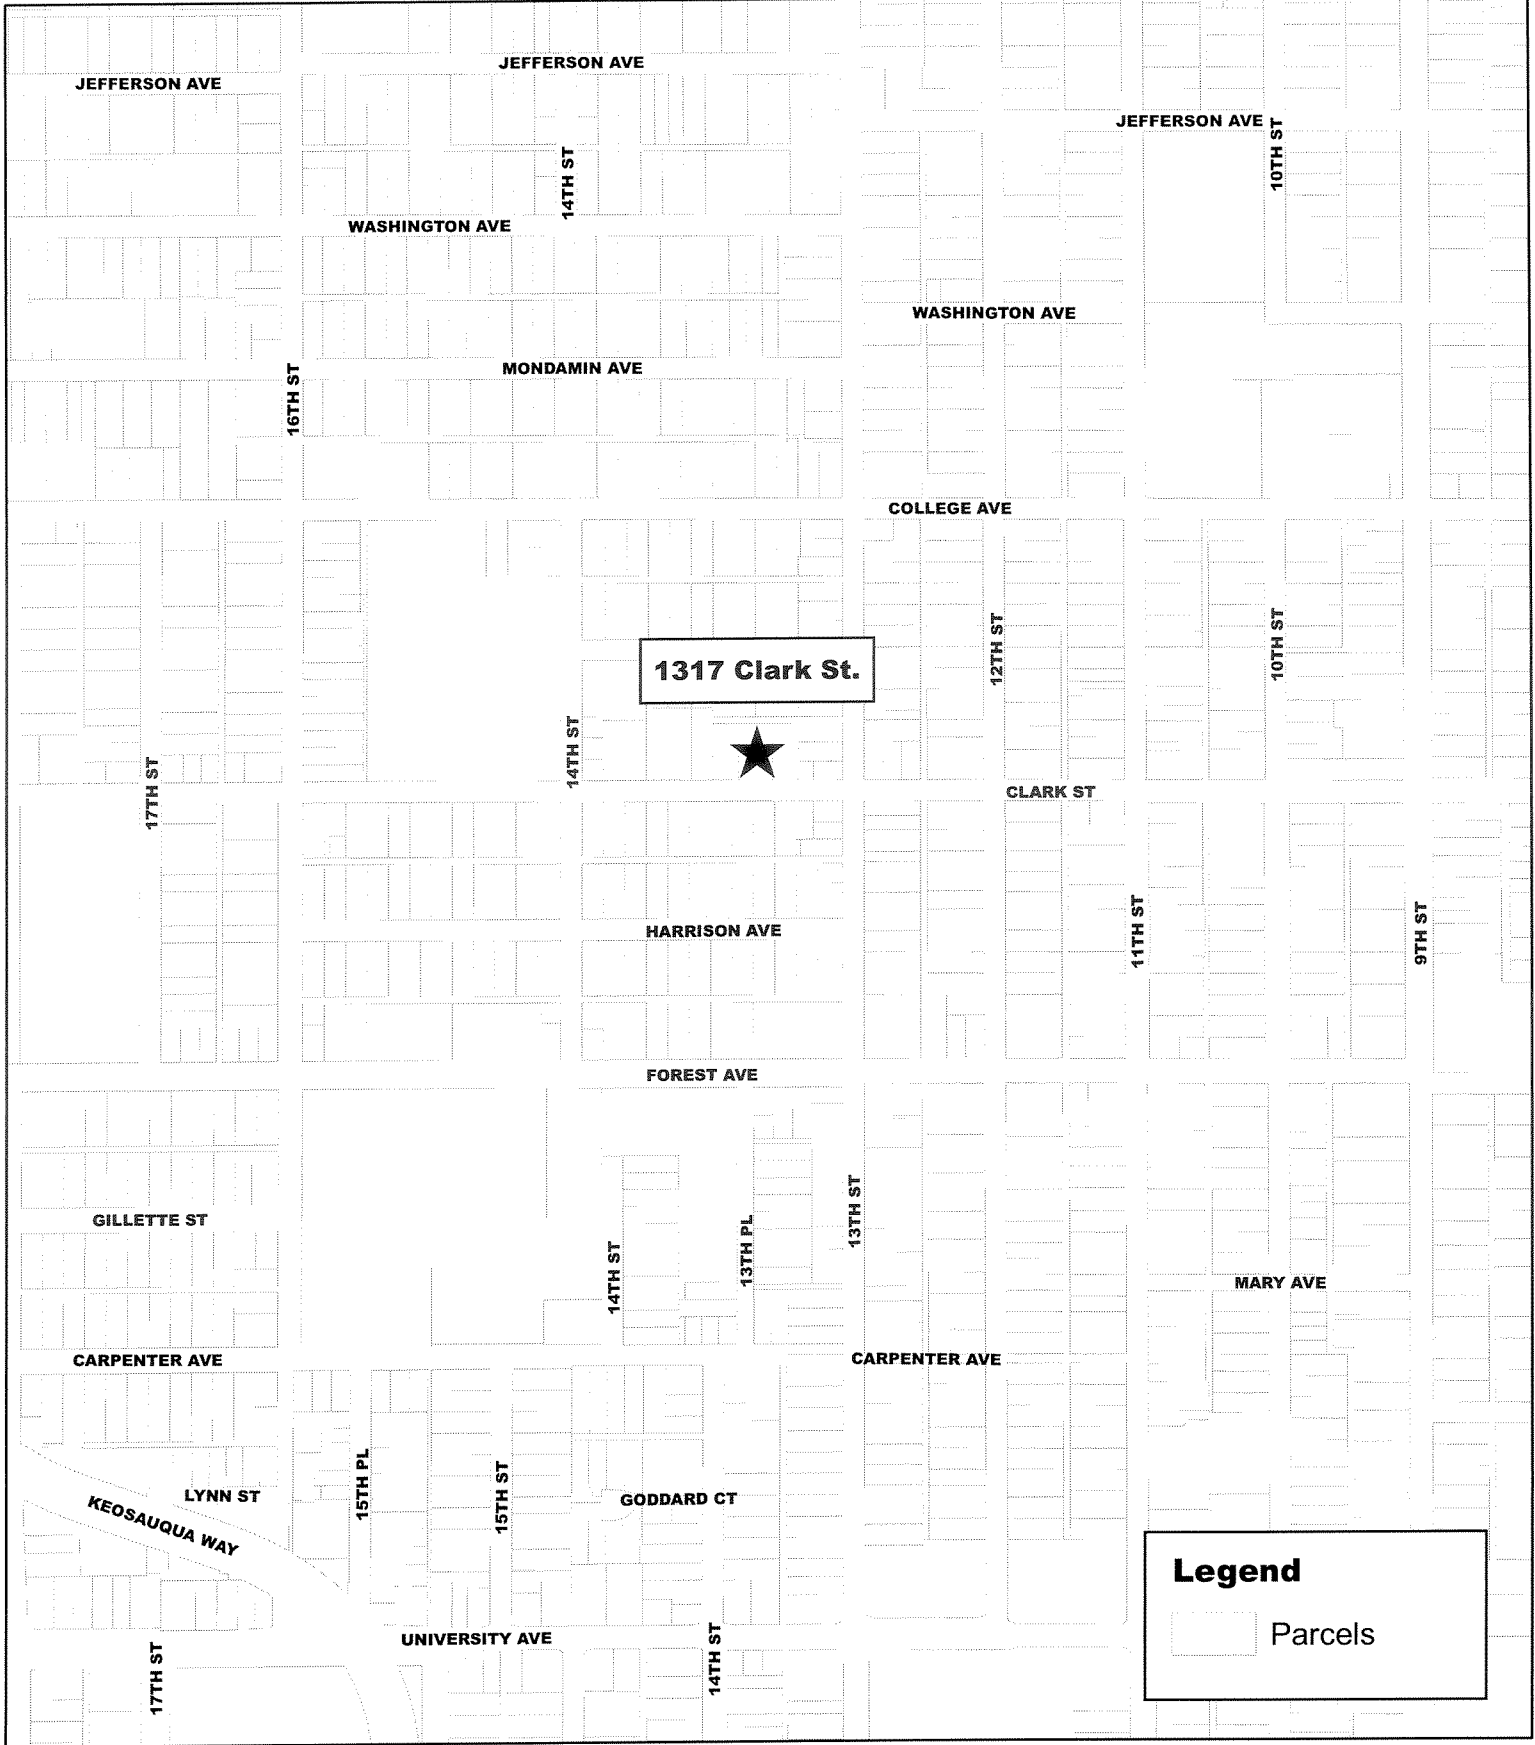 JEFFERSON AVE
JEFFERSON AVE
JEFFERSON AVE
10TH ST
14TH ST
WASHINGTON AVE
WASHINGTON AVE
MONDAMIN AVE
16TH ST
COLLEGE AVE
12TH ST
10TH ST
1317 Clark St.
14TH ST
17TH ST
CLARK ST
11TH ST
9TH ST
HARRISON AVE
FOREST AVE
13TH ST
GILLETTE ST
13TH PL
14TH ST
MARY AVE
CARPENTER AVE
CARPENTER AVE
15TH PL
15TH ST
LYNN ST
GODDARD CT
KEOSAUQUA WAY
Legend
Parcels
UNIVERSITY AVE
14TH ST
17TH ST